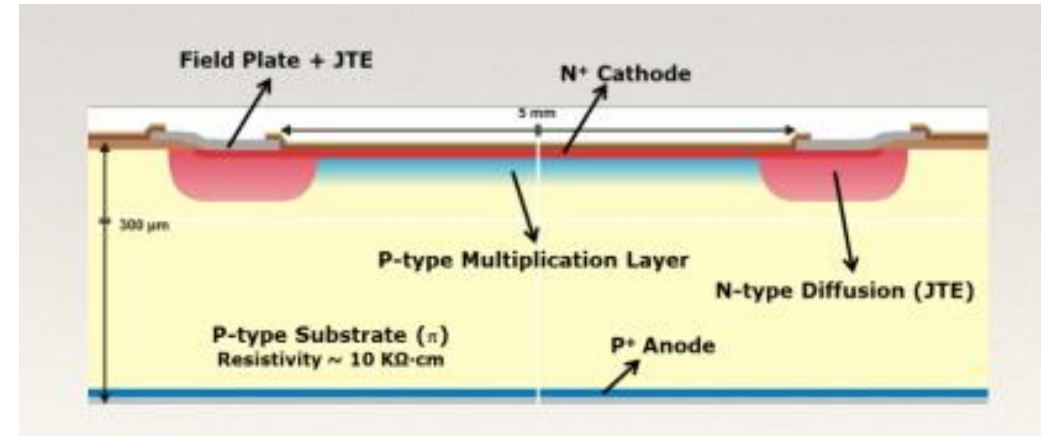 Field Plate + JTE
N+ Cathode
5 mm
300 µm
P-type Multiplication Layer
N-type Diffusion (JTE)
P-type Substrate (π)
Resistivity ~ 10 KΩ·cm
P+ Anode